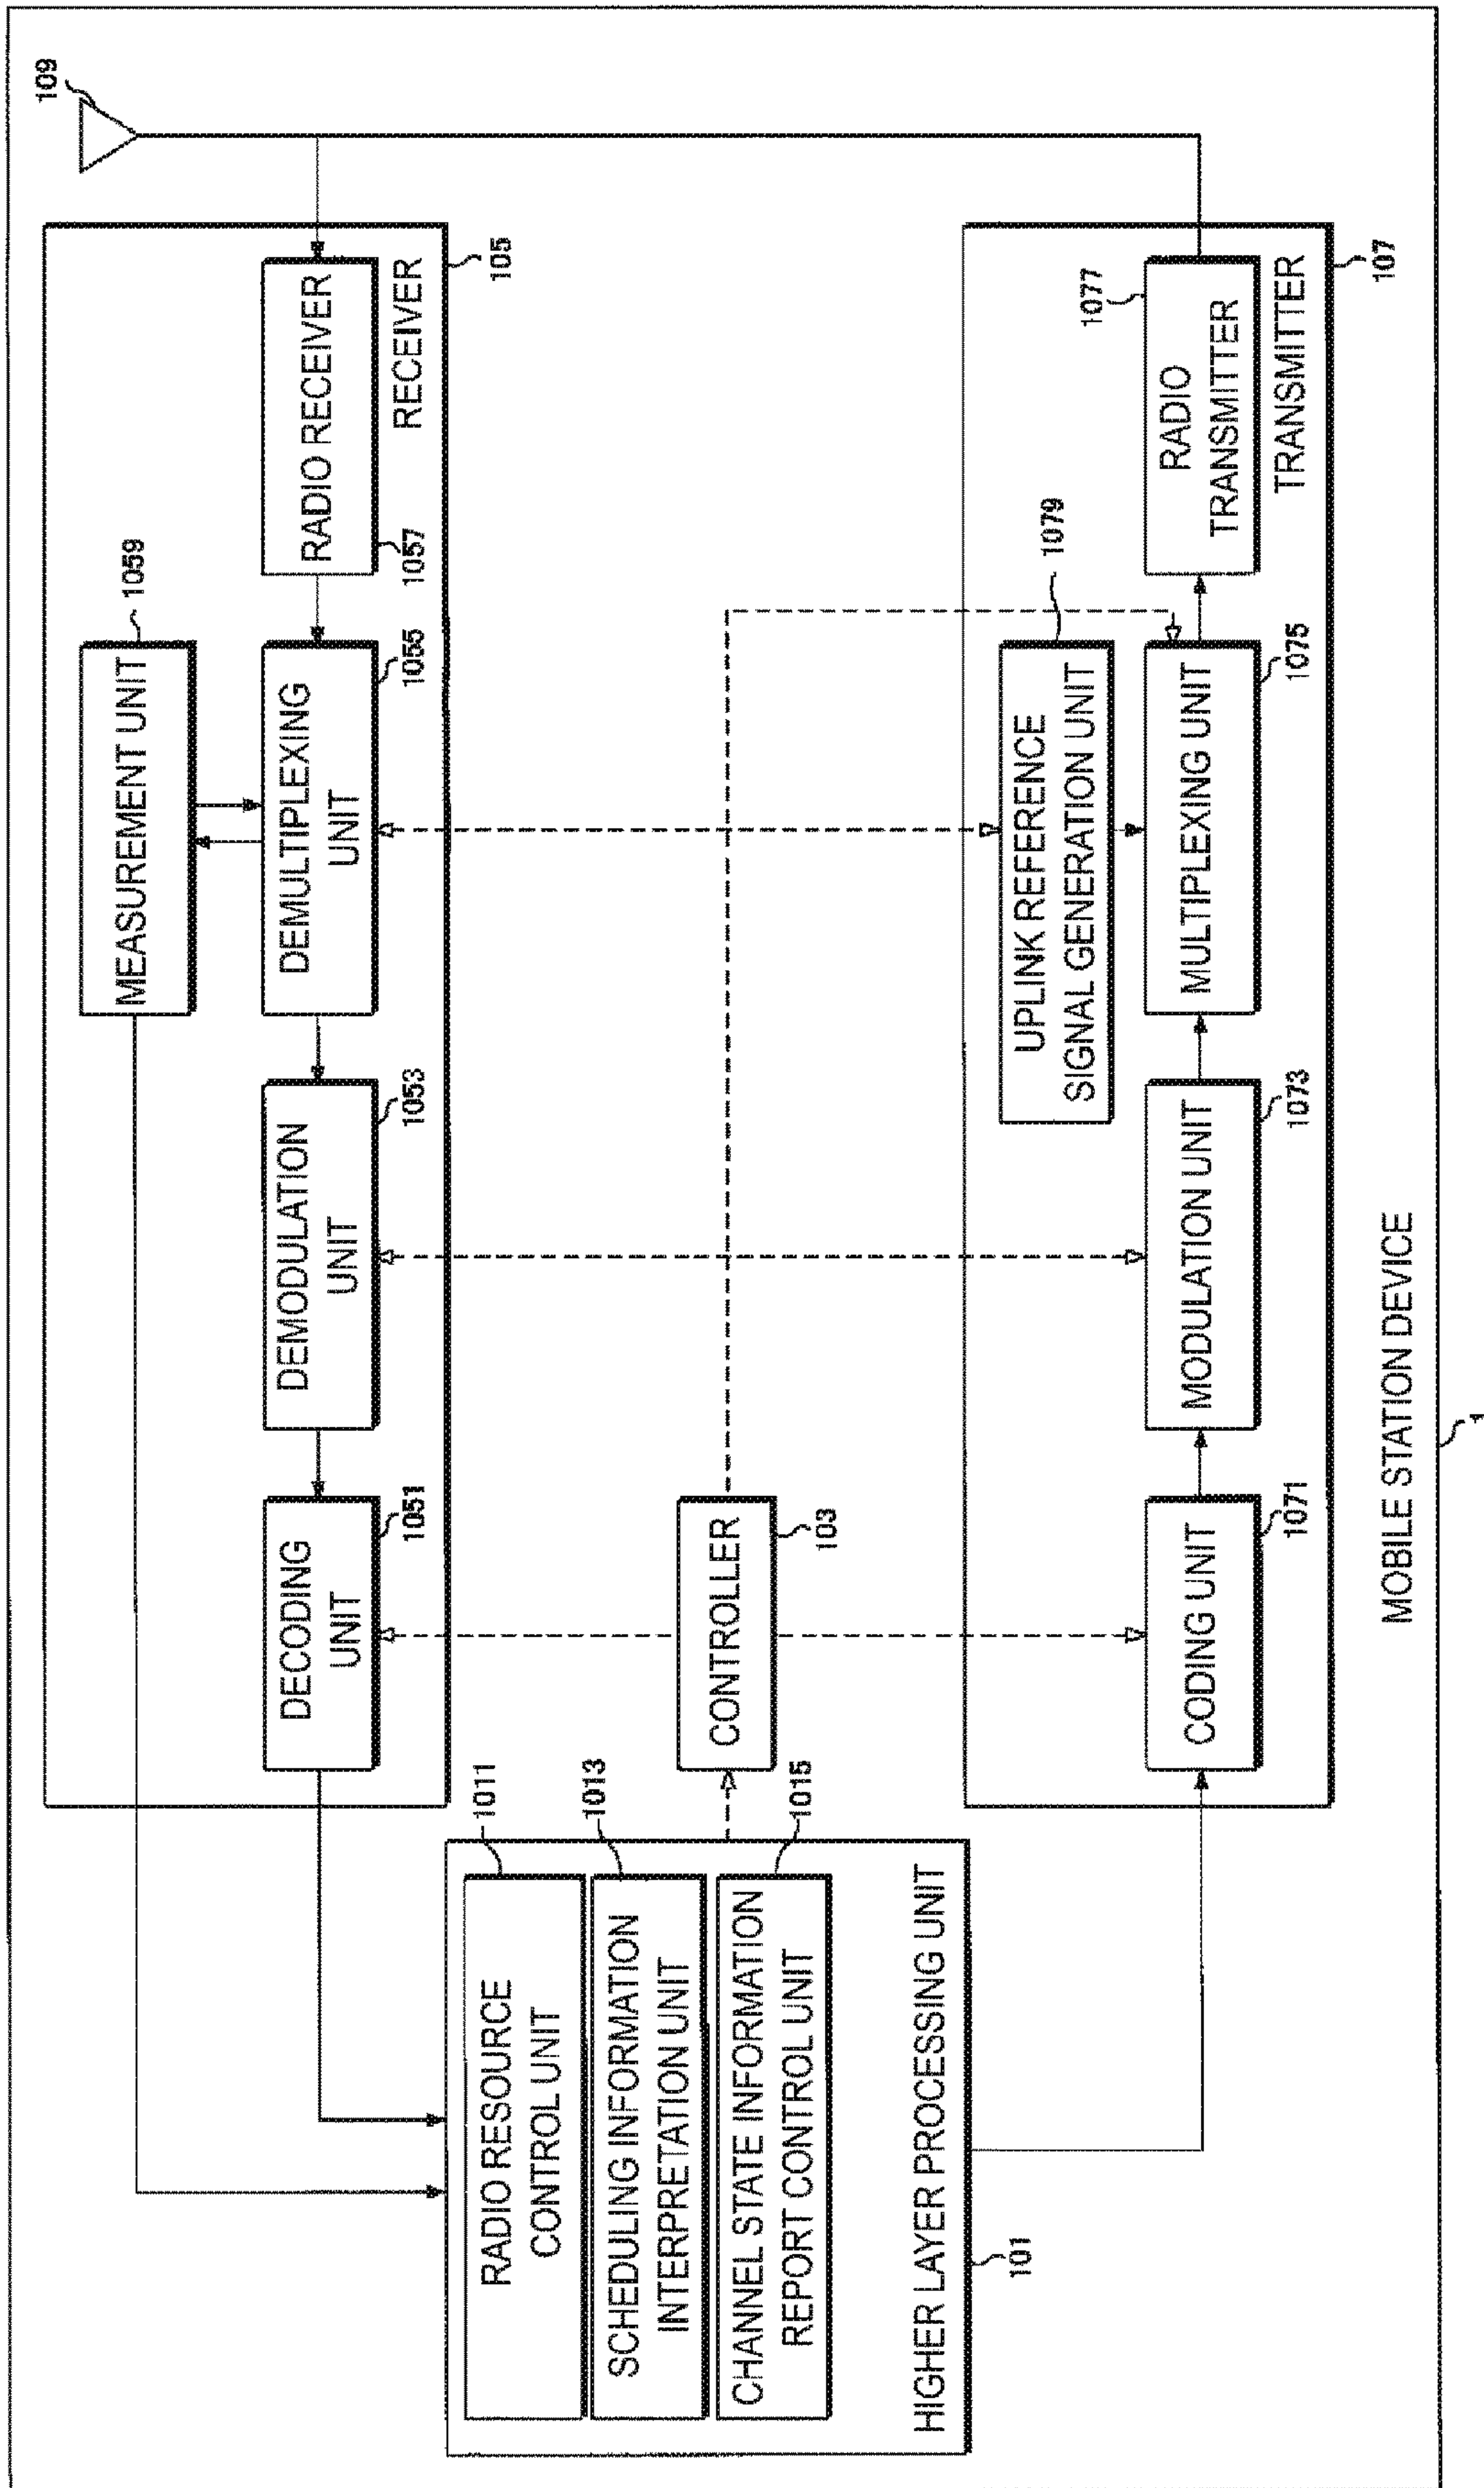 109
MEASUREMENT UNIT
1059
DECODING
UNIT
1051
DEMODULATION
UNIT
1053
DEMULTIPLEXING
UNIT
1055
RADIO RECEIVER
1057
RECEIVER
105
RADIO RESOURCE
CONTROL UNIT
1011
SCHEDULING INFORMATION
INTERPRETATION UNIT
1013
CHANNEL STATE INFORMATION
REPORT CONTROL UNIT
1015
HIGHER LAYER PROCESSING UNIT
101
CONTROLLER
103
UPLINK REFERENCE
SIGNAL GENERATION UNIT
1079
CODING UNIT
1071
MODULATION UNIT
1073
MULTIPLEXING UNIT
1075
RADIO
TRANSMITTER
1077
TRANSMITTER
107
MOBILE STATION DEVICE
1